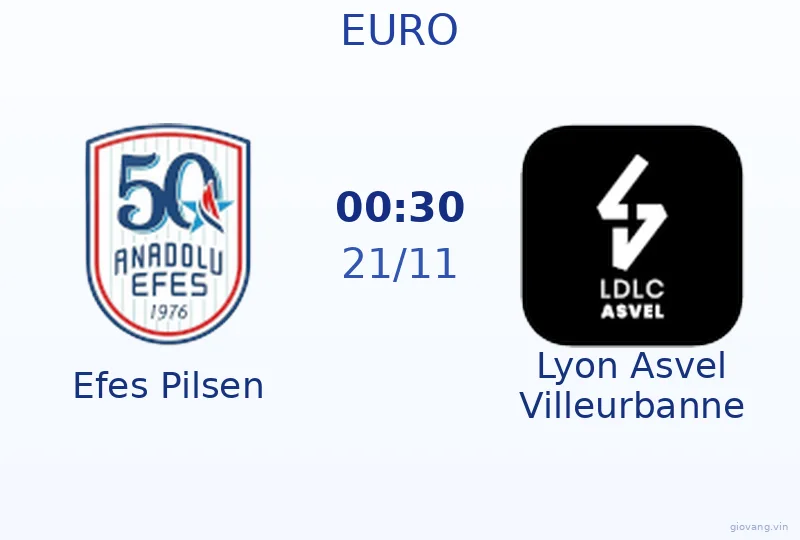 EURO
50
ANADOLU
EFES
1976
00:30
21/11
LDLC
ASVEL
Efes Pilsen
Lyon Asvel
Villeurbanne
giovang.vin